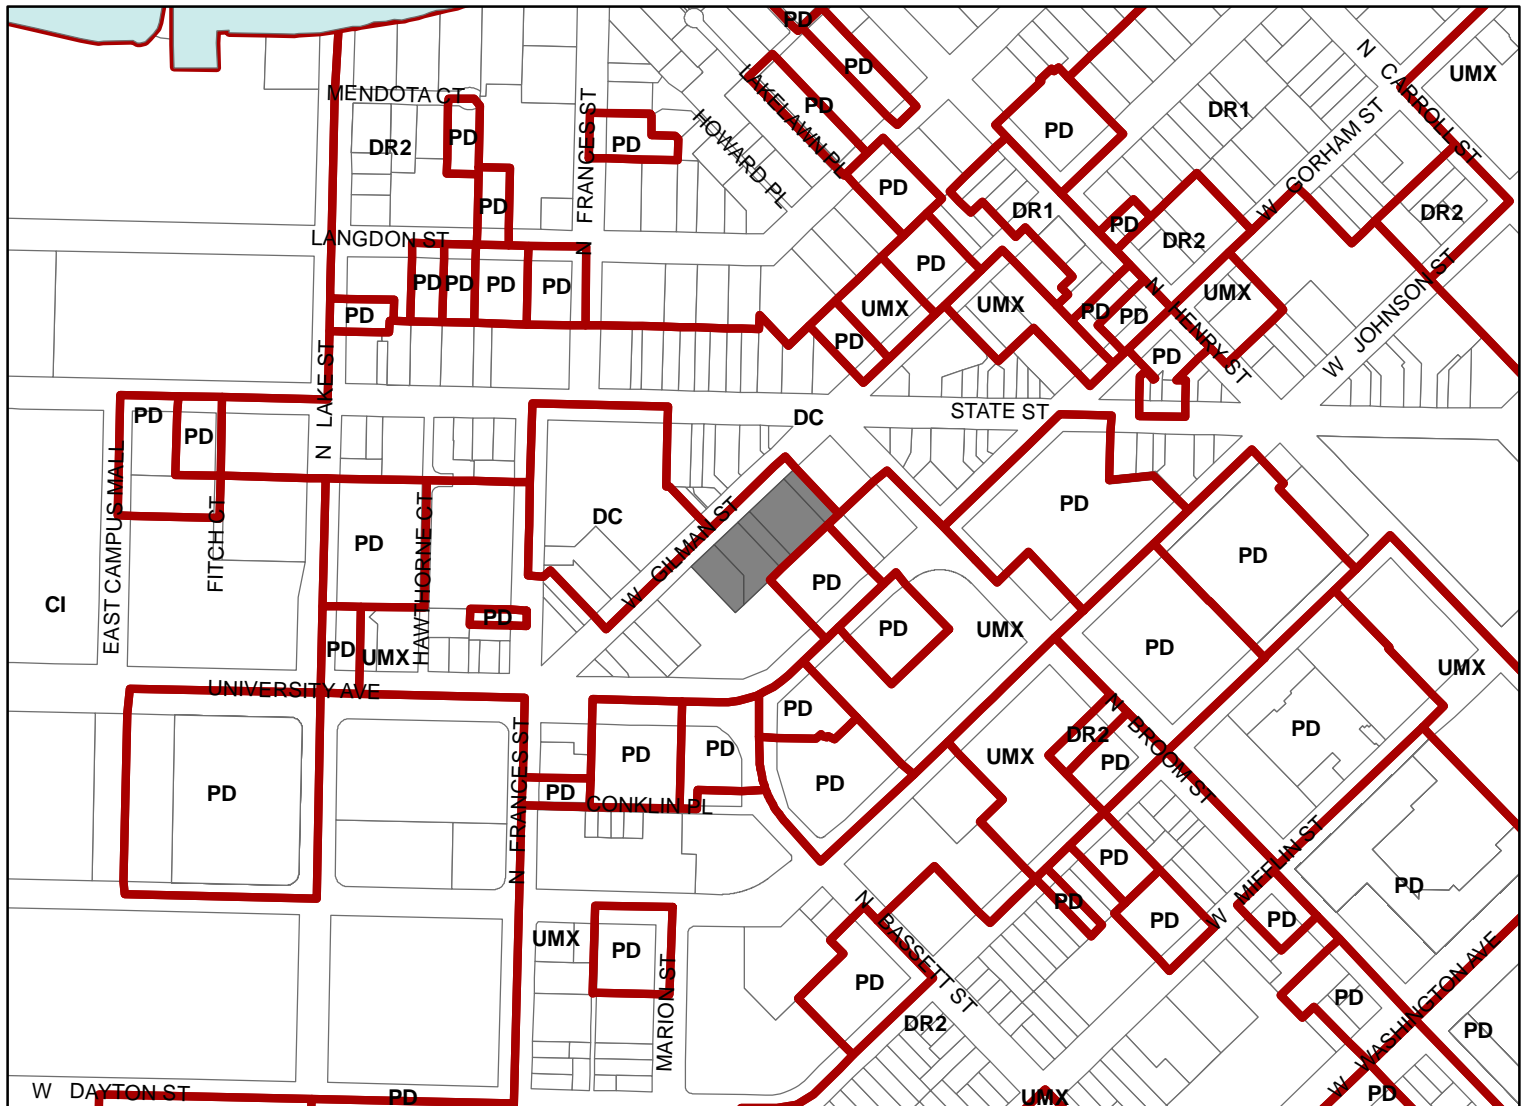 PD
PD
UMX
N CARROLL ST
MENDOTA CT
LAKELAWN PL
PD
DR1
PD
DR2
PD
N FRANCES ST
PD
HOWARD PL
W GORHAM ST
PD
PD
PD
DR1
PD
DR2
DR2
LANGDON ST
PD
PD
PD
PD
PD
UMX
UMX
UMX
PD
PD
PD
N HENRY ST
W JOHNSON ST
PD
PD
PD
N LAKE ST
STATE ST
DC
PD
PD
EAST CAMPUS MALL
FITCH CT
HAWTHORNE CT
PD
DC
W GILMAN ST
PD
PD
PD
CI
PD
PD
UMX
PD
UMX
PD
UMX
UNIVERSITY AVE
PD
N BROOM ST
PD
DR2
PD
PD
UMX
PD
PD
PD
PD
N FRANCES ST
CONKLIN PL
W MIFFLIN ST
PD
PD
PD
PD
PD
N BASSETT ST
UMX
PD
MARION ST
PD
PD
DR2
PD
W WASHINGTON AVE
W DAYTON ST
PD
UMX
PD